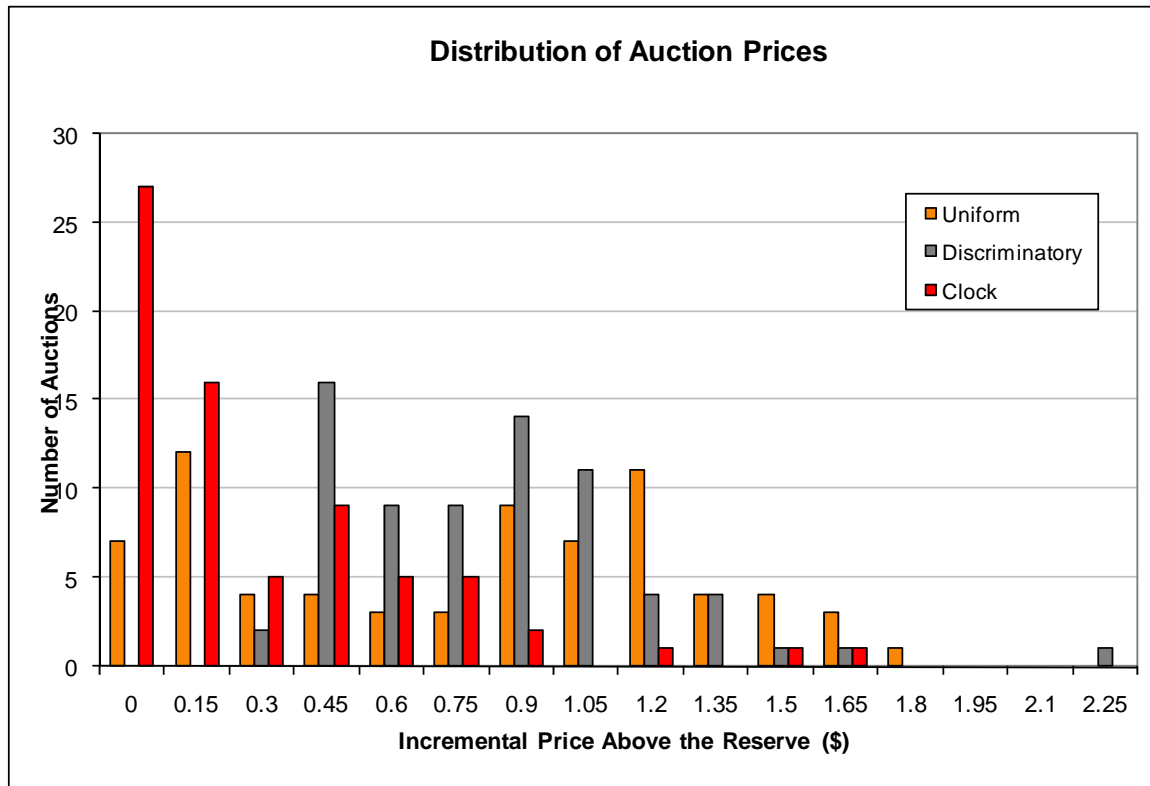 Distribution of Auction Prices
30
25
20
15
10
5
0
Number of Auctions
Uniform
Discriminatory
Clock
0 0.15 0.3 0.45 0.6 0.75 0.9 1.05 1.2 1.35 1.5 1.65 1.8 1.95 2.1 2.25
Incremental Price Above the Reserve ($)